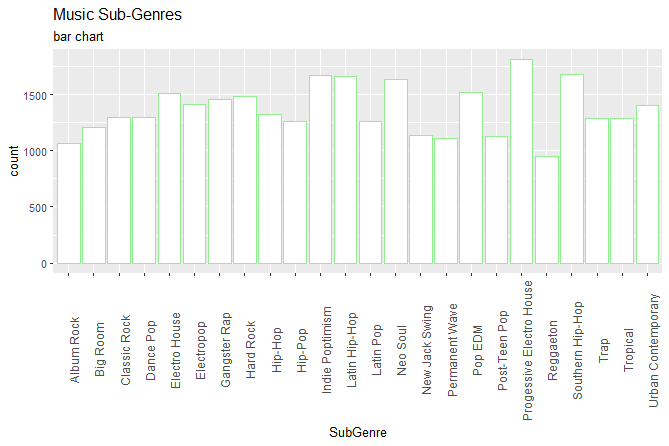 Music Sub-Genres
bar chart
1500
1000
500
0
count
Album Rock
Big Room
Classic Rock
Dance Pop
Electro House
Electropop
Gangster Rap
Hard Rock
Hip-Hop
Hip-Pop
Indie Poptimism
Latin Hip-Hop
Latin Pop
Neo Soul
New Jack Swing
Permanent Wave
Pop EDM
Post-Teen Pop
Progessive Electro House
Reggaeton
Southern Hip-Hop
Trap
Tropical
Urban Contemporary
SubGenre